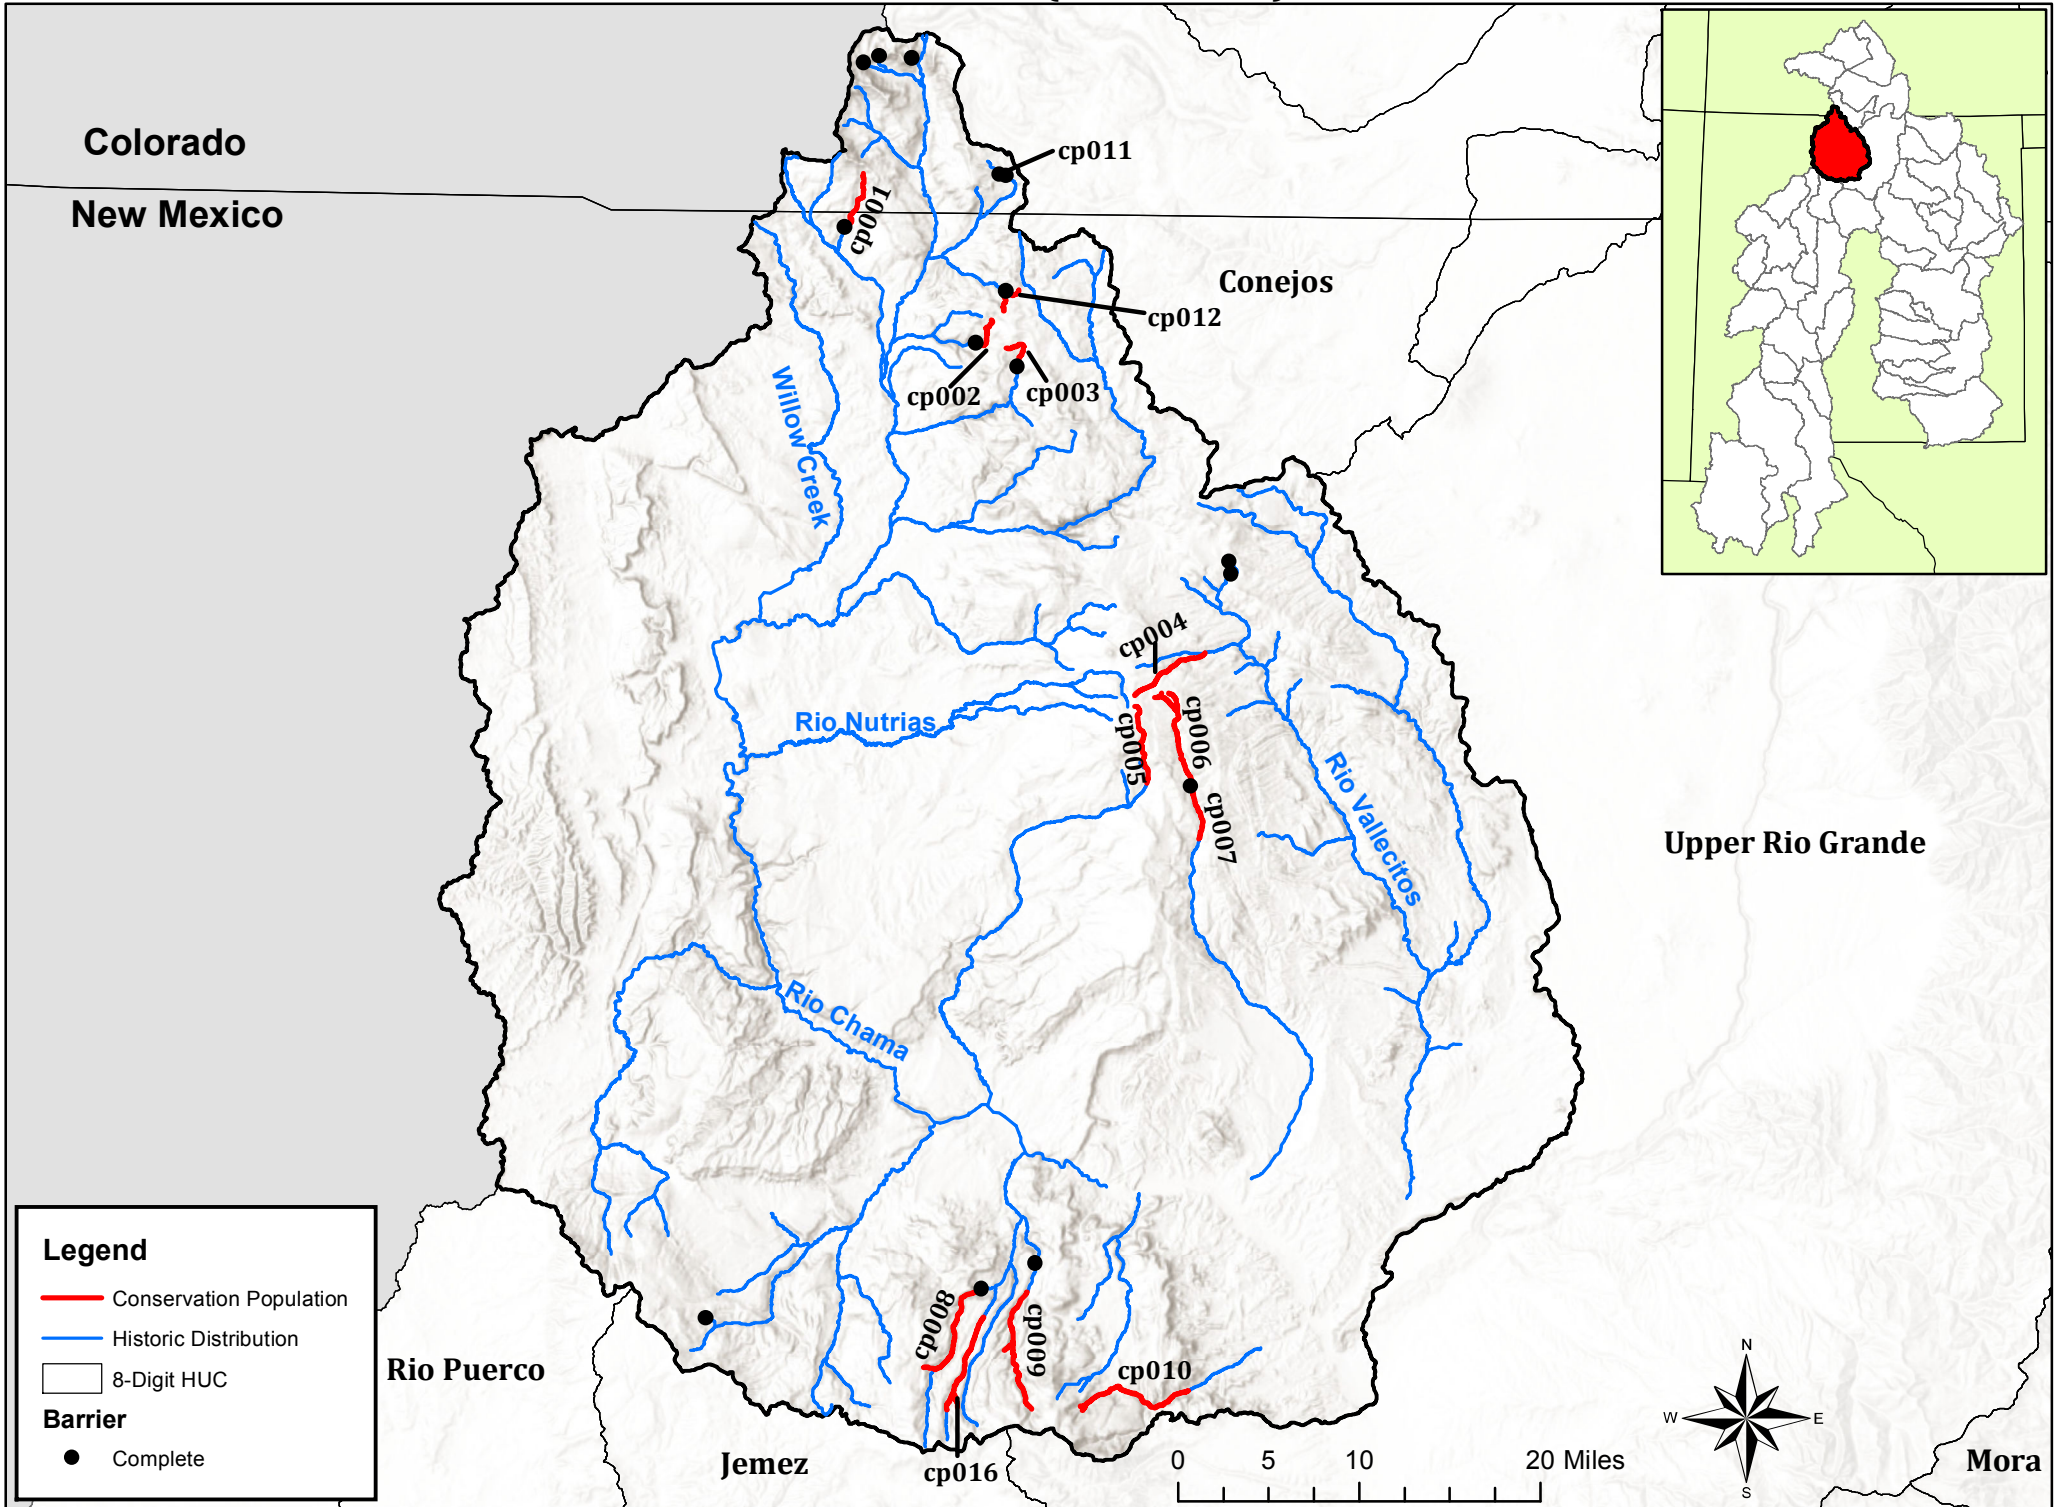 Colorado
New Mexico
cp011
cp001
Conejos
cp012
cp002
cp003
Willow Creek
cp004
Rio Nutrias
cp005
cp006
cp007
Rio Vallecitos
Upper Rio Grande
Rio Chama
Legend
Conservation Population
Historic Distribution
8-Digit HUC
Barrier
Complete
Rio Puerco
Jemez
cp008
cp009
cp010
cp016
0 5 10 20 Miles
N
W E
S
Mora